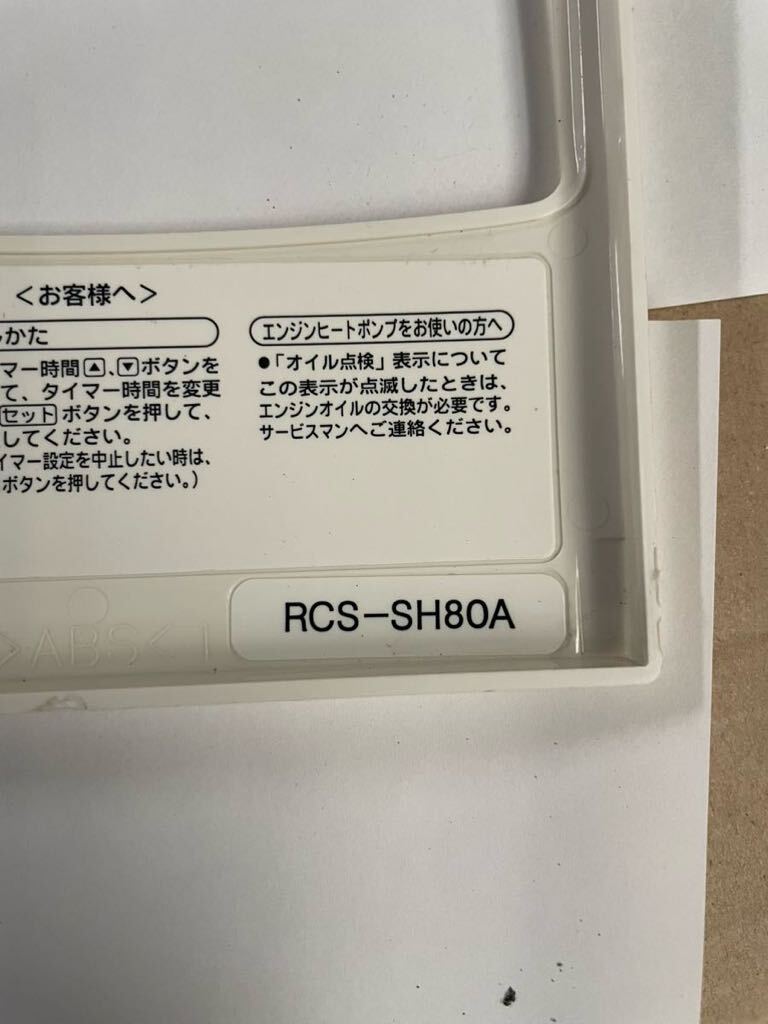 <お客様へ>
かた
マー時間▲、▼ボタンを
て、タイマー時間を変更
セットボタンを押して、
してください。
イマー設定を中止したい時は、
ボタンを押してください。)
エンジンヒートポンプをお使いの方へ
●「オイル点検」表示について
この表示が点滅したときは、
エンジンオイルの交換が必要です。
サービスマンへご連絡ください。
>ABS<
RCS-SH80A